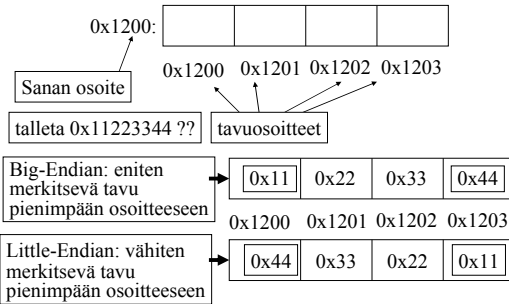 0x1200:
0x1200 0x1201 0x1202 0x1203
Sanan osoite
talleta 0x11223344 ??
tavuosoitteet
Big-Endian: eniten
merkitsevä tavu
pienimpään osoitteeseen
0x11 0x22 0x33 0x44
0x1200 0x1201 0x1202 0x1203
Little-Endian: vähiten
merkitsevä tavu
pienimpään osoitteeseen
0x44 0x33 0x22 0x11